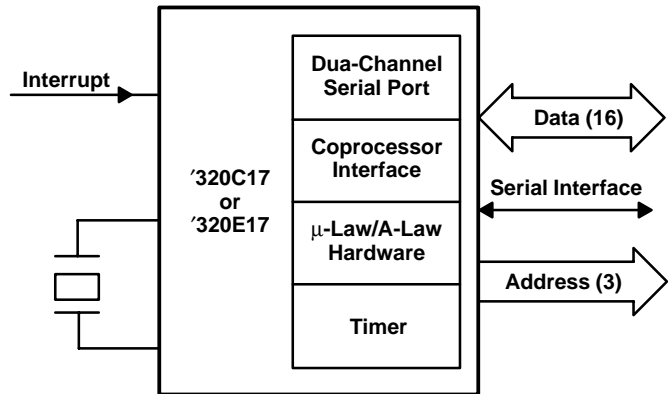 Interrupt
′320C17
or
′320E17
Dua-Channel
Serial Port
Coprocessor
Interface
μ-Law/A-Law
Hardware
Timer
Data (16)
Serial Interface
Address (3)